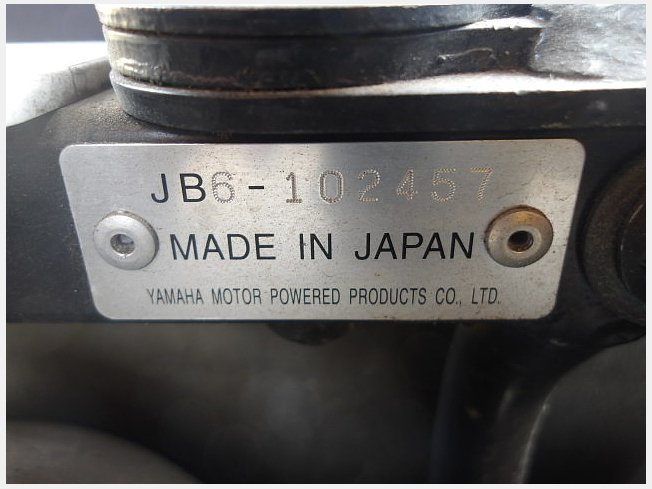 JB6-102457
MADE IN JAPAN
YAMAHA MOTOR POWERED PRODUCTS CO., LTD.